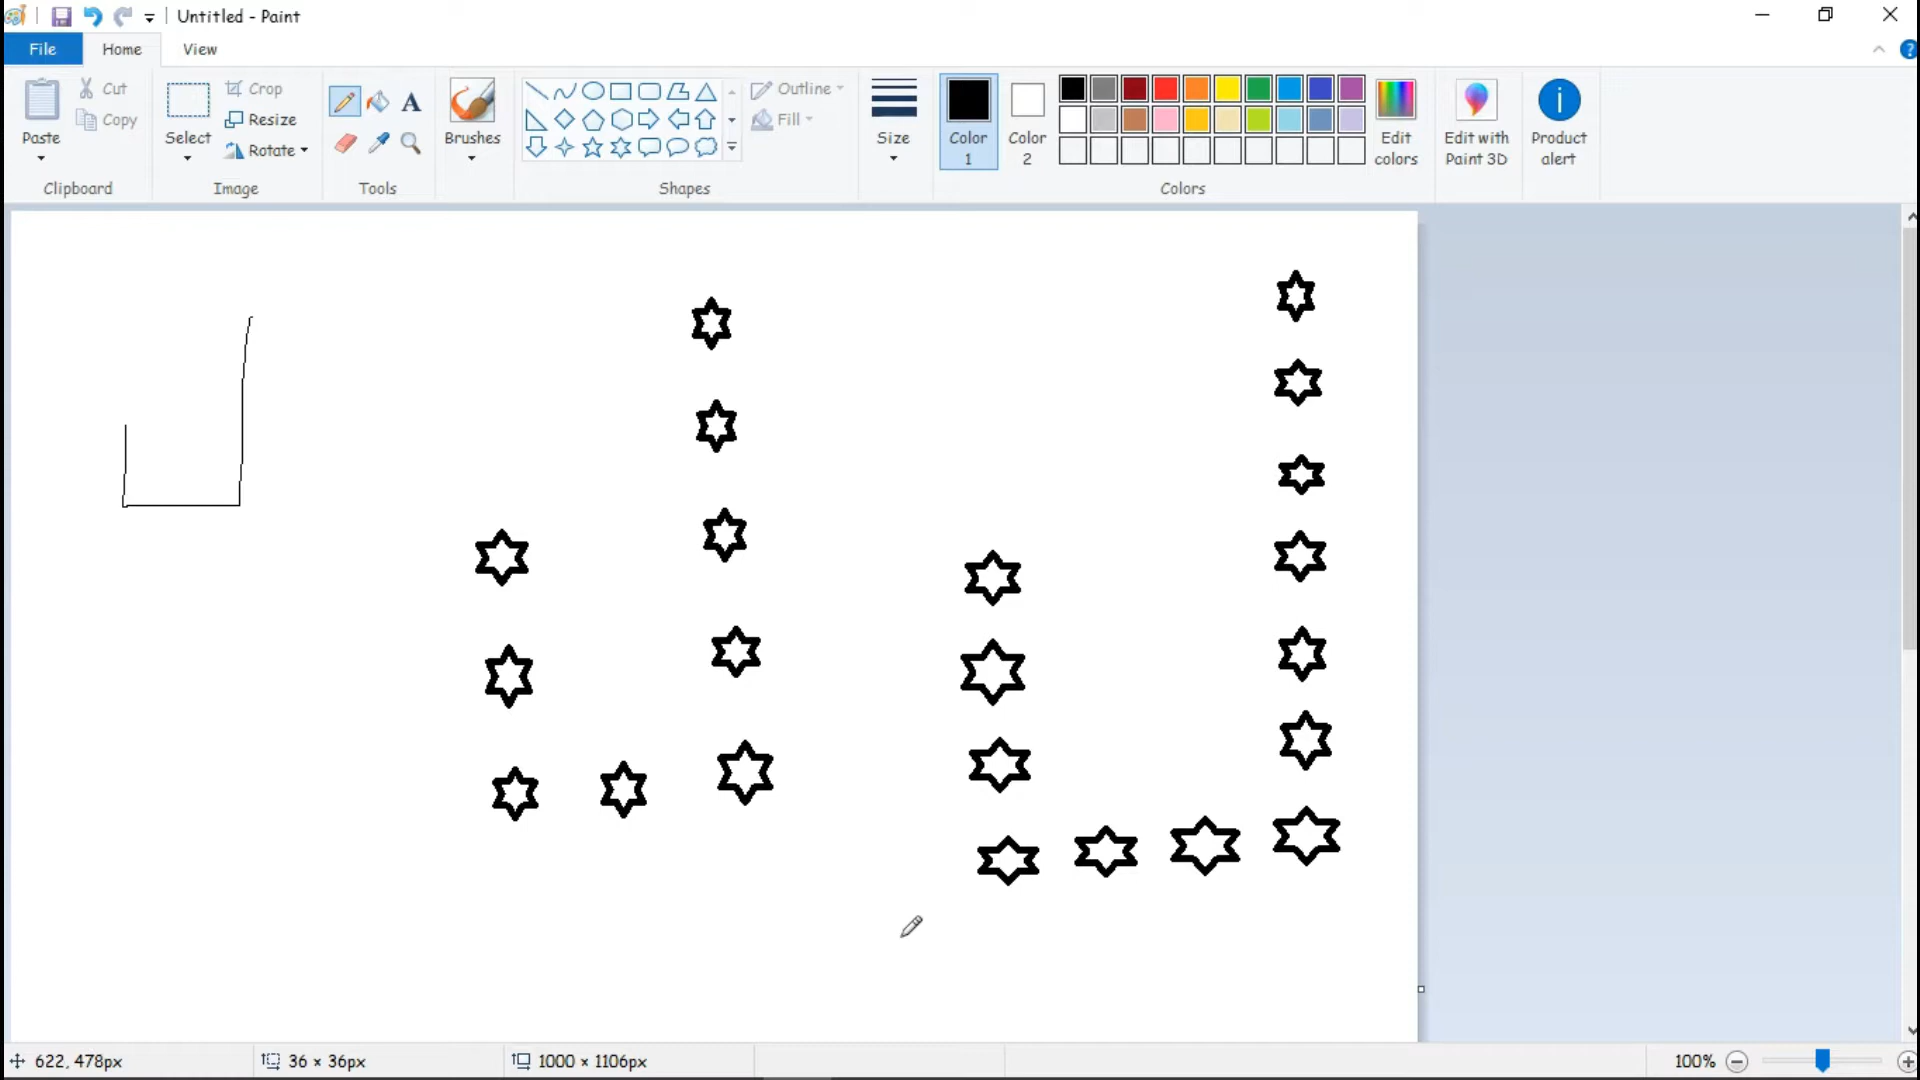 Untitled - Paint
File Home View
Paste Cut Copy Clipboard
Select Crop Resize Rotate Image
Tools
A
Brushes
Shapes
Outline Fill
Size
Color 1 Color 2 Colors
Edit colors
Edit with Paint 3D
Product alert
622, 478px 36 × 36px 1000 × 1106px 100%